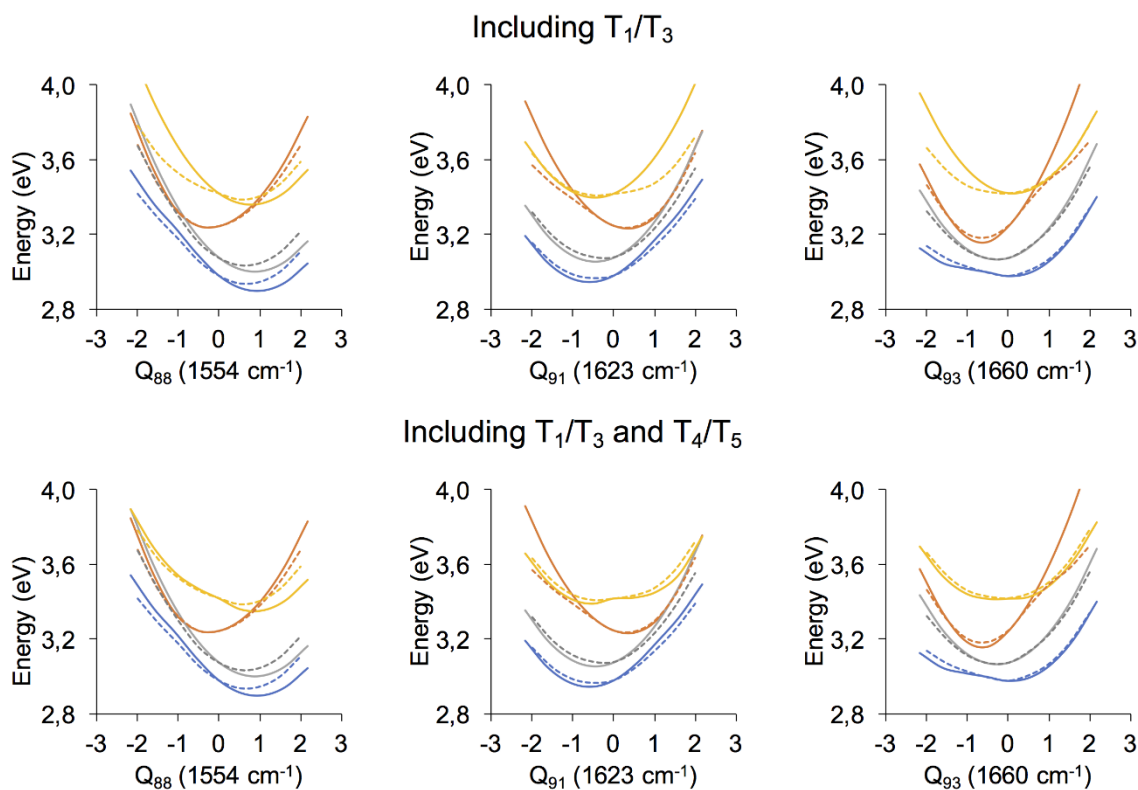 Including T₁/T₃
4,0
3,6
3,2
2,8
Energy (eV)
-3 -2 -1 0 1 2 3
Q₈₈ (1554 cm⁻¹)
4,0
3,6
3,2
2,8
Energy (eV)
-3 -2 -1 0 1 2 3
Q₉₁ (1623 cm⁻¹)
4,0
3,6
3,2
2,8
Energy (eV)
-3 -2 -1 0 1 2 3
Q₉₃ (1660 cm⁻¹)
Including T₁/T₃ and T₄/T₅
4,0
3,6
3,2
2,8
Energy (eV)
-3 -2 -1 0 1 2 3
Q₈₈ (1554 cm⁻¹)
4,0
3,6
3,2
2,8
Energy (eV)
-3 -2 -1 0 1 2 3
Q₉₁ (1623 cm⁻¹)
4,0
3,6
3,2
2,8
Energy (eV)
-3 -2 -1 0 1 2 3
Q₉₃ (1660 cm⁻¹)